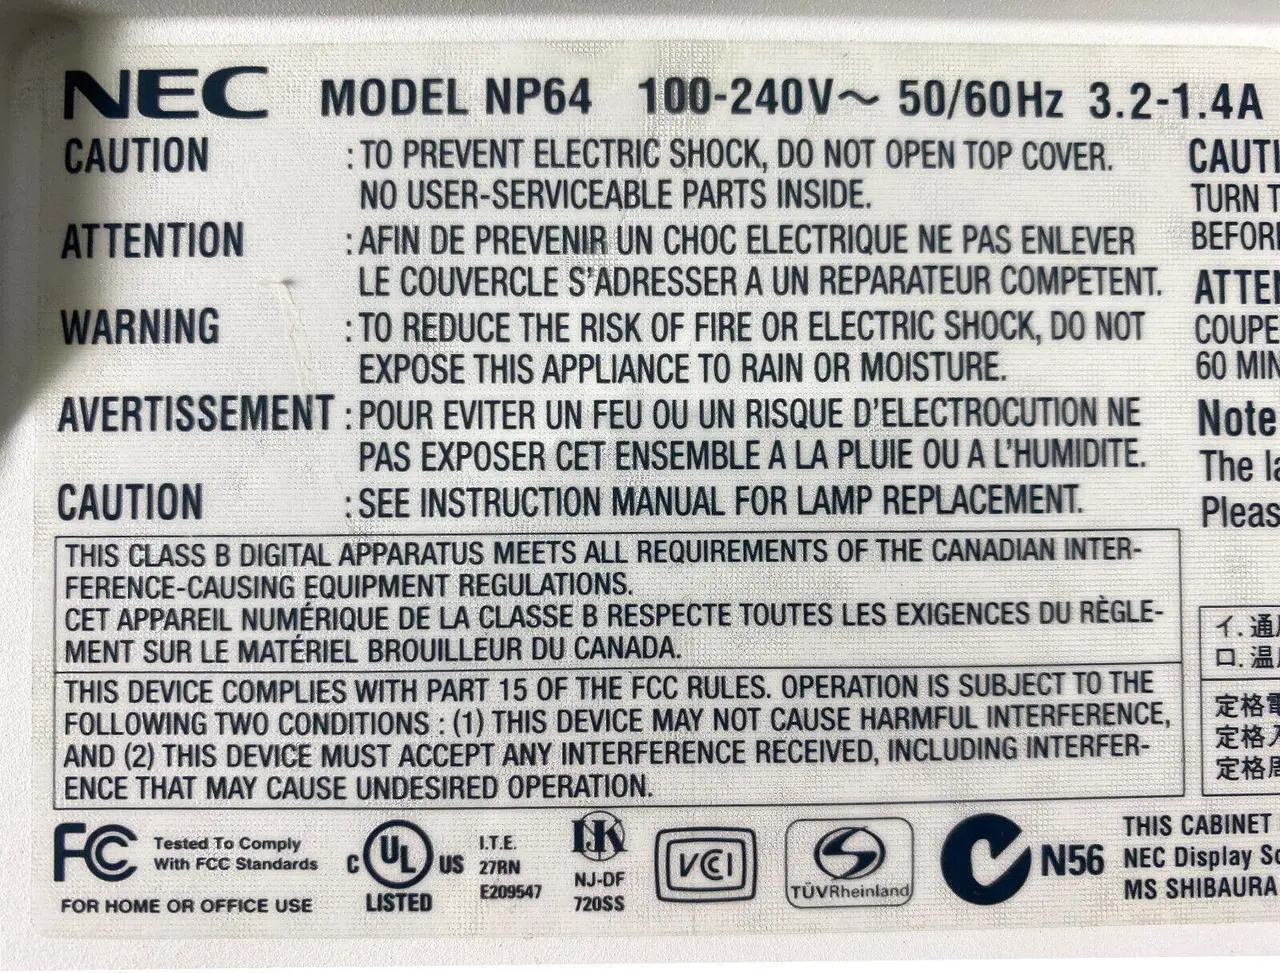 NEC MODEL NP64 100-240V～ 50/60Hz 3.2-1.4A
CAUTION : TO PREVENT ELECTRIC SHOCK, DO NOT OPEN TOP COVER.
NO USER-SERVICEABLE PARTS INSIDE.
ATTENTION : AFIN DE PREVENIR UN CHOC ELECTRIQUE NE PAS ENLEVER
LE COUVERCLE S'ADRESSER A UN REPARATEUR COMPETENT.
WARNING : TO REDUCE THE RISK OF FIRE OR ELECTRIC SHOCK, DO NOT
EXPOSE THIS APPLIANCE TO RAIN OR MOISTURE.
AVERTISSEMENT : POUR EVITER UN FEU OU UN RISQUE D'ELECTROCUTION NE
PAS EXPOSER CET ENSEMBLE A LA PLUIE OU A L'HUMIDITE.
CAUTION : SEE INSTRUCTION MANUAL FOR LAMP REPLACEMENT.
TURN
60
Note
The
THIS CLASS B DIGITAL APPARATUS MEETS ALL REQUIREMENTS OF THE CANADIAN INTER-
FERENCE-CAUSING EQUIPMENT REGULATIONS.
CET APPAREIL NUMÉRIQUE DE LA CLASSE B RESPECTE TOUTES LES EXIGENCES DU RÈGLE-
MENT SUR LE MATÉRIEL BROUILLEUR DU CANADA.
THIS DEVICE COMPLIES WITH PART 15 OF THE FCC RULES. OPERATION IS SUBJECT TO THE
FOLLOWING TWO CONDITIONS : (1) THIS DEVICE MAY NOT CAUSE HARMFUL INTERFERENCE,
AND (2) THIS DEVICE MUST ACCEPT ANY INTERFERENCE RECEIVED, INCLUDING INTERFER-
ENCE THAT MAY CAUSE UNDESIRED OPERATION.
イ. 通
ロ. 温
定格
定格
定格
FC Tested To Comply
With FCC Standards
FOR HOME OR OFFICE USE
C UL US
LISTED
I.T.E.
27RN
E209547
NJ-DF
720SS
VCI
TÜVRheinland
N56
THIS CABINET
NEC Display
MS SHIBAURA